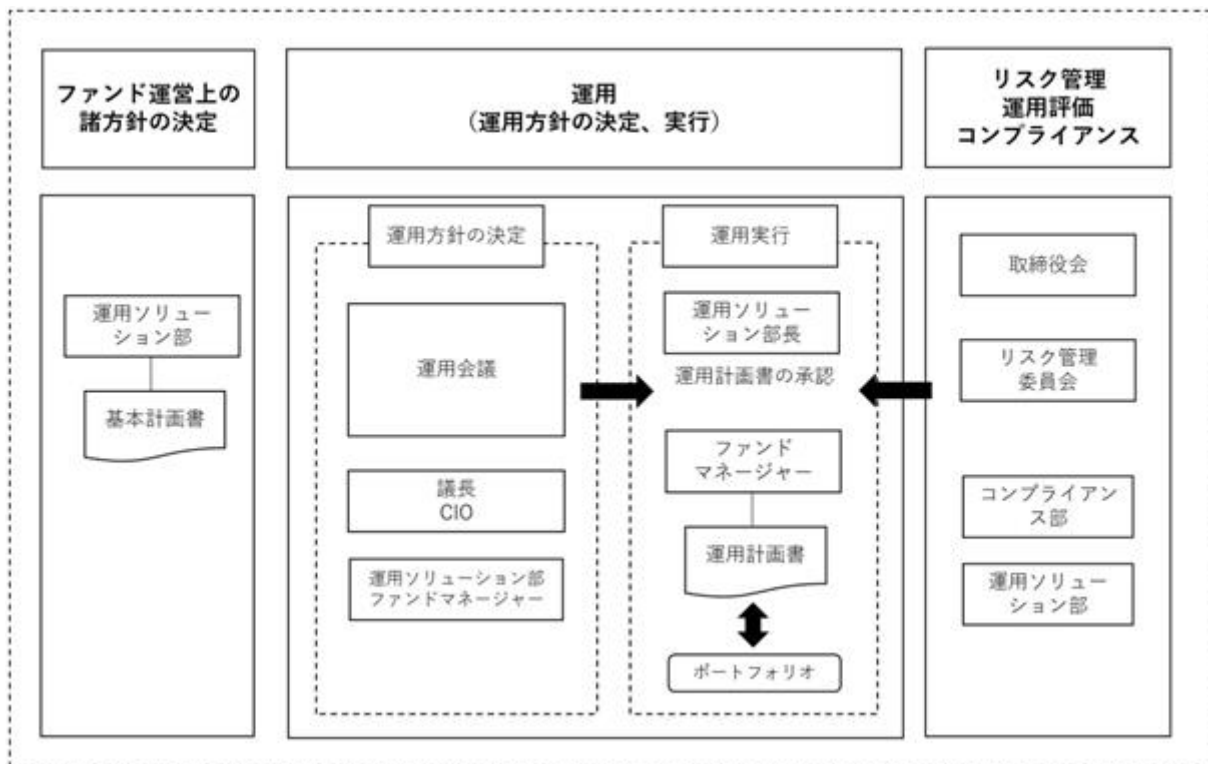 ファンド運営上の
諸方針の決定
運用
（運用方針の決定、実行）
リスク管理
運用評価
コンプライアンス
運用ソリュー
ション部
基本計画書
運用方針の決定
運用会議
議長
CIO
運用ソリューション部
ファンドマネージャー
運用実行
運用ソリュー
ション部長
運用計画書の承認
ファンド
マネージャー
運用計画書
ポートフォリオ
取締役会
リスク管理
委員会
コンプライアン
ス部
運用ソリュー
ション部